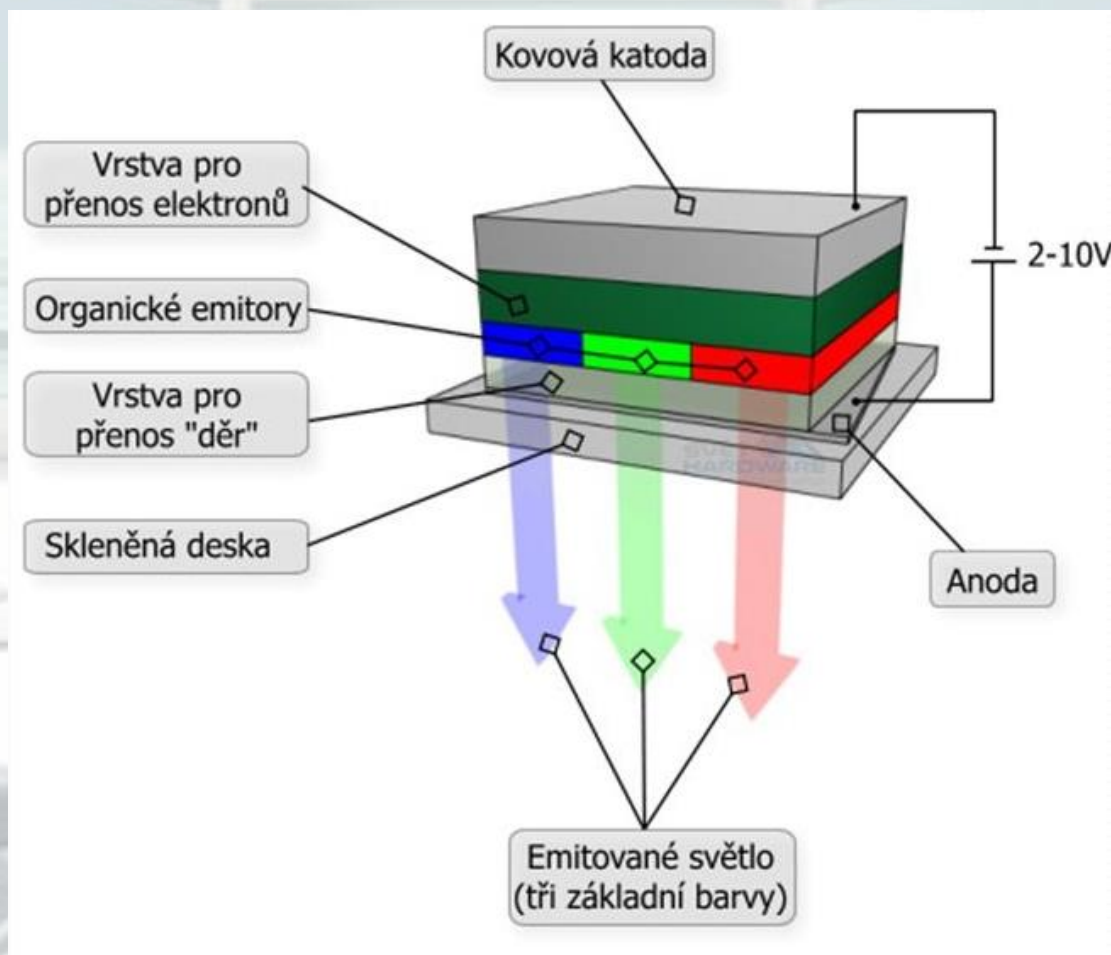 Kovová katoda
Vrstva pro
přenos elektronů
2-10V
Organické emitory
Vrstva pro
přenos "děr"
HARDWARE
Skleněná deska
Anoda
Emitované světlo
(tři základní barvy)